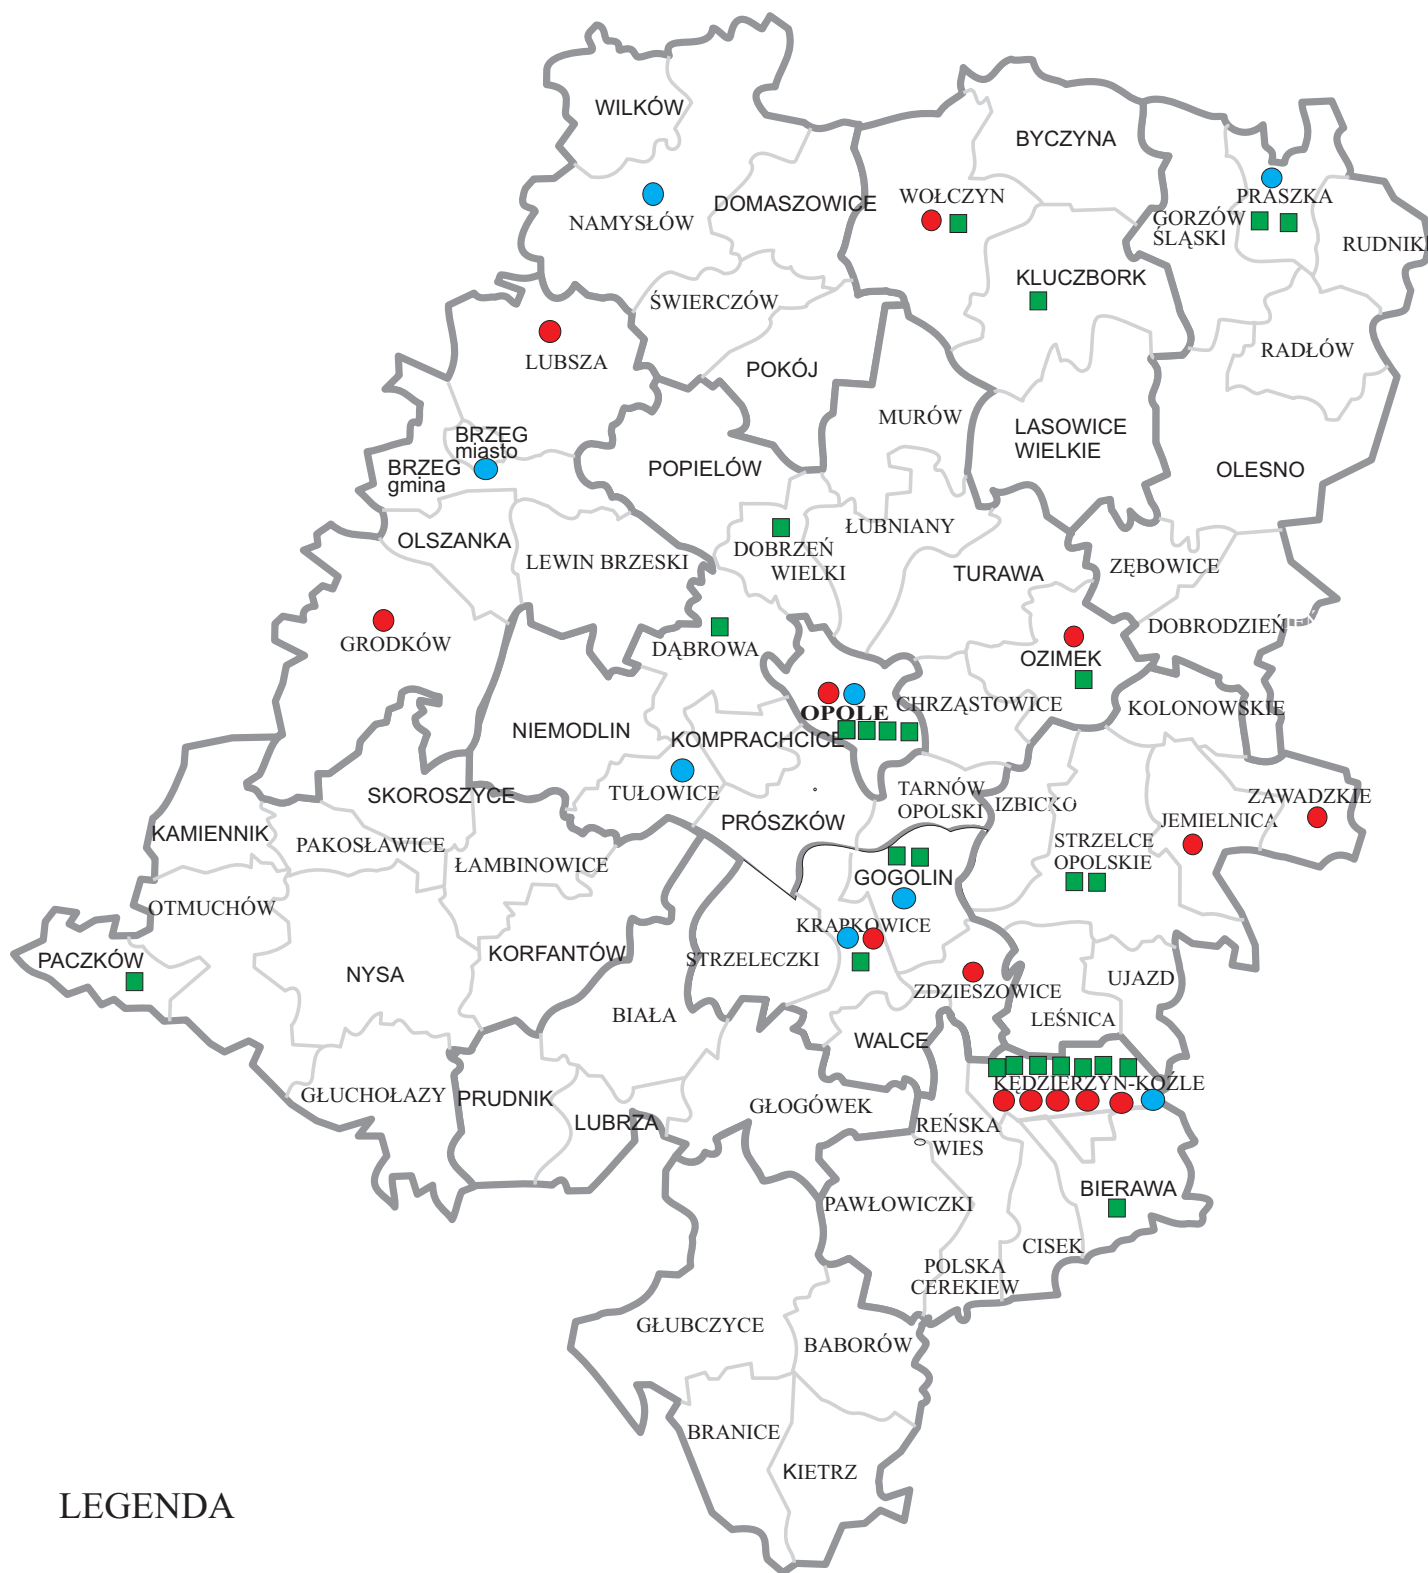 WILKÓW
BYCZYNA
NAMYSŁÓW
DOMASZOWICE
WOŁCZYN
PRASZKA
GORZÓW
ŚLĄSKI
RUDNIKI
KLUCZBORK
ŚWIERCZÓW
LUBSZA
POKÓJ
RADŁÓW
MURÓW
LASOWICE
WIELKIE
BRZEG
miasto
BRZEG
gmina
POPIELÓW
OLESNO
OLSZANKA
LEWIN BRZESKI
ŁUBNIANY
DOBRZEŃ
WIELKI
TURAWA
ZĘBOWICE
DOBRODZIEŃ
GRODKÓW
DĄBROWA
OZIMEK
OPOLE
CHRZĄSTOWICE
KOLONOWSKIE
NIEMODLIN
KOMPRACHCICE
SKOROSZYCE
TUŁOWICE
PRÓSZKÓW
TARNÓW
OPOLSKI
IZBICKO
ZAWADZKIE
JEMIELNICA
STRZELCE
OPOLSKIE
KAMIENNIK
PAKOSŁAWICE
ŁAMBINOWICE
GOGOLIN
OTMUCHÓW
KRAPKOWICE
PACZKÓW
NYSA
KORFANTÓW
STRZELECZKI
ZDZIESZOWICE
UJAZD
BIAŁA
LEŚNICA
WALCE
GŁUCHOŁAZY
PRUDNIK
LUBRZA
GŁOGÓWEK
KĘDZIERZYN-KOŹLE
REŃSKA
WIES
BIERAWA
PAWŁOWICZKI
CISEK
POLSKA
CEREKIEW
GŁUBCZYCE
BABORÓW
BRANICE
KIETRZ
LEGENDA